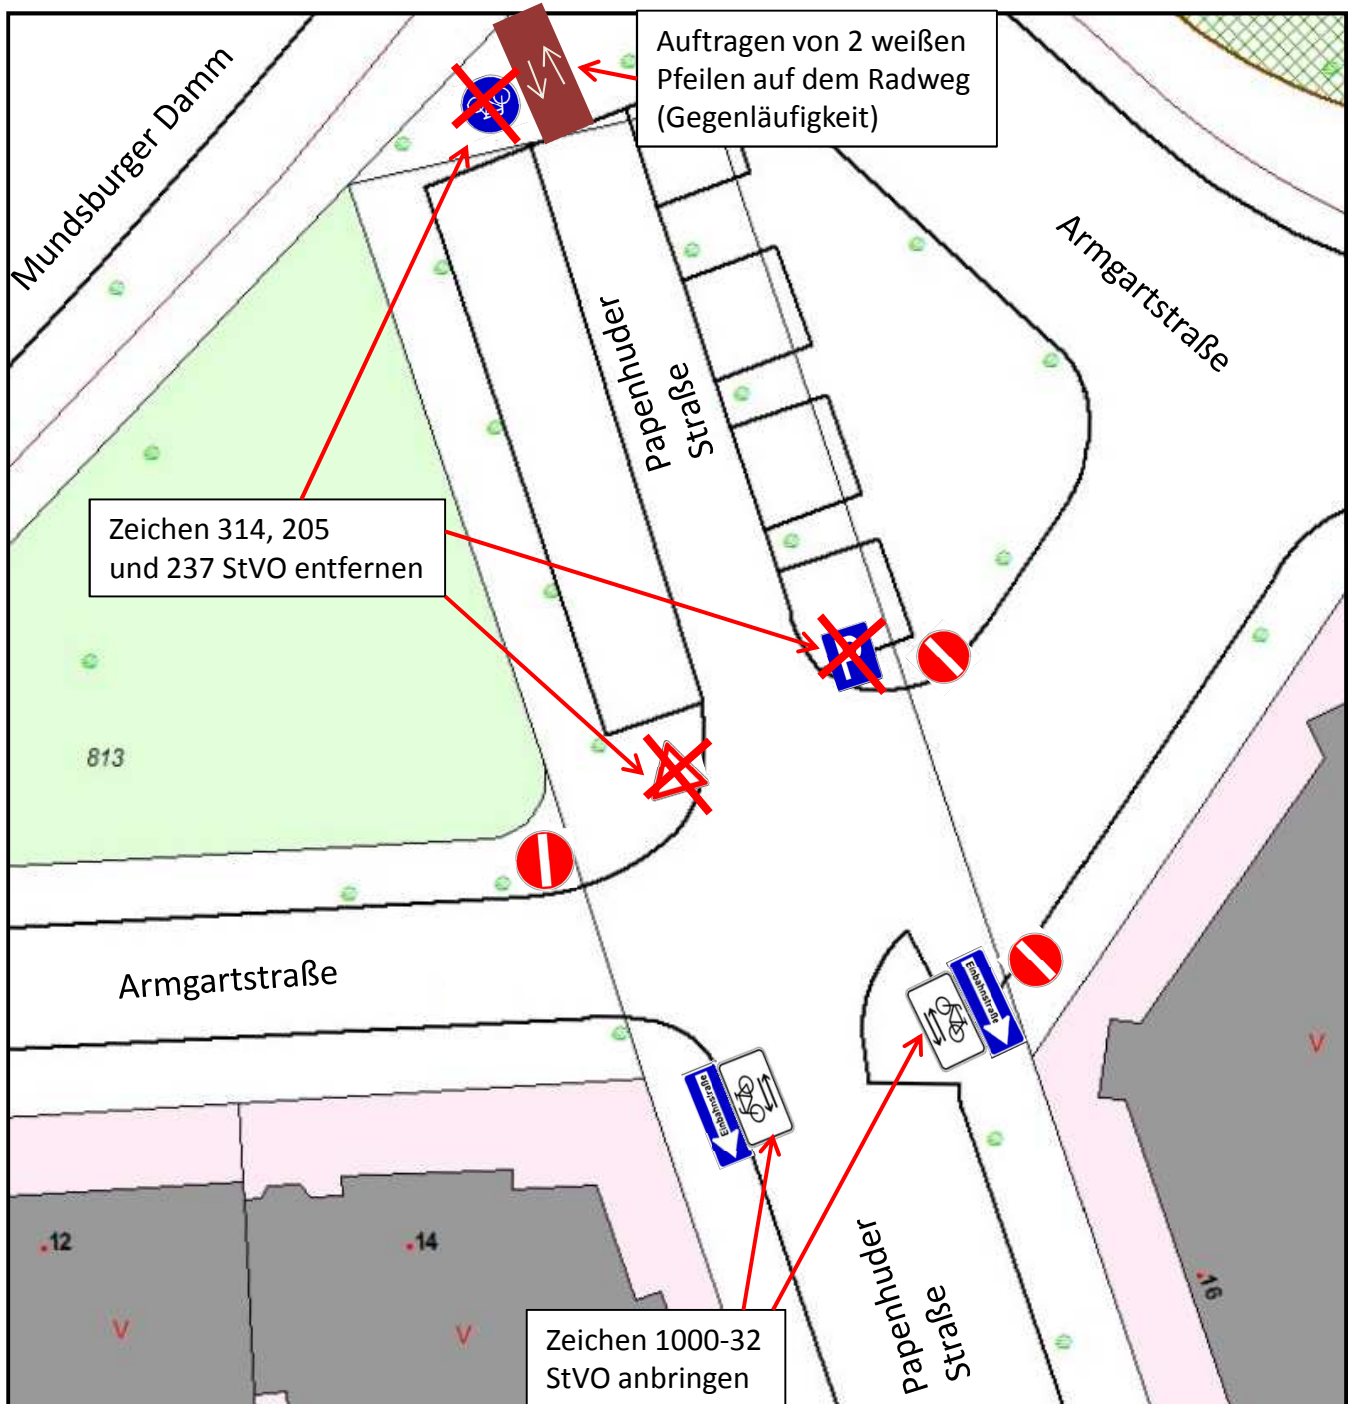 Auftragen von 2 weißen
Pfeilen auf dem Radweg
(Gegenläufigkeit)
Mundsburger Damm
Armgartstraße
Papenhuder
Straße
Zeichen 314, 205
und 237 StVO entfernen
P
813
Armgartstraße
Einbahnstraße
Einbahnstraße
V
12
14
16
V
V
Papenhuder
Straße
Zeichen 1000-32
StVO anbringen